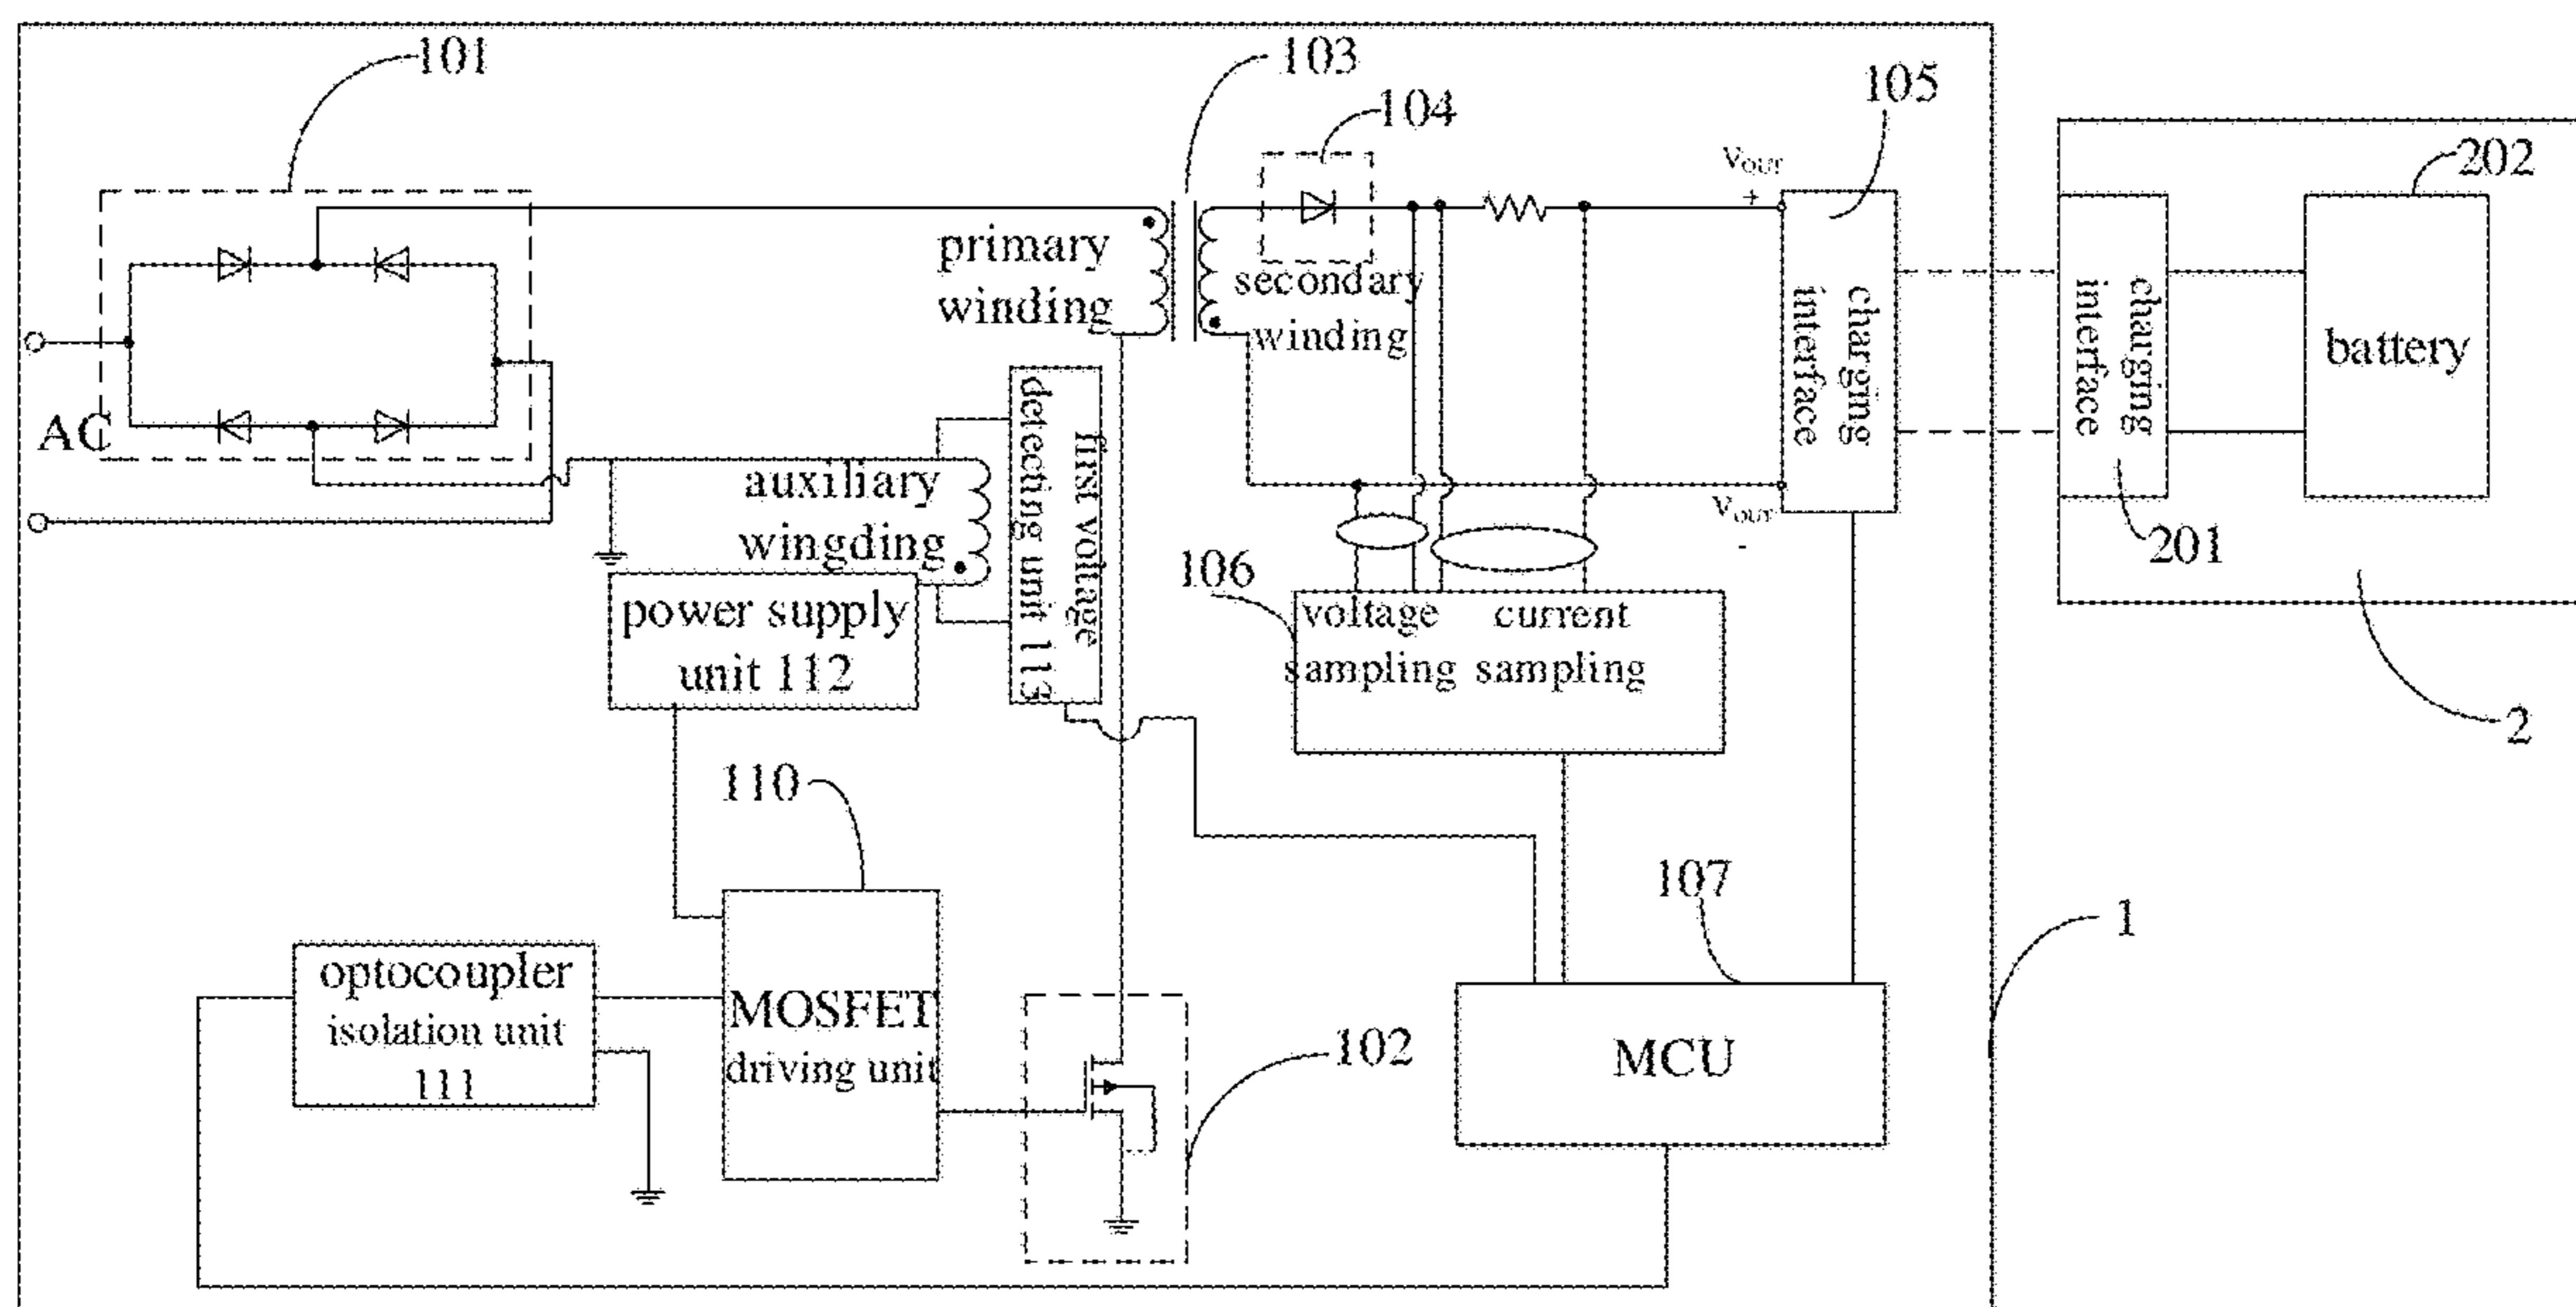 101
103
104
105
202
V_OUT
+
primary
winding
secondary
winding
charging
interface
charging
interface
battery
AC
auxiliary
wingding
first voltage
detecting unit 113
V_OUT
-
201
106
power supply
unit 112
voltage current
sampling sampling
2
110
107
1
optocoupler
isolation unit
111
MOSFET
driving unit
102
MCU